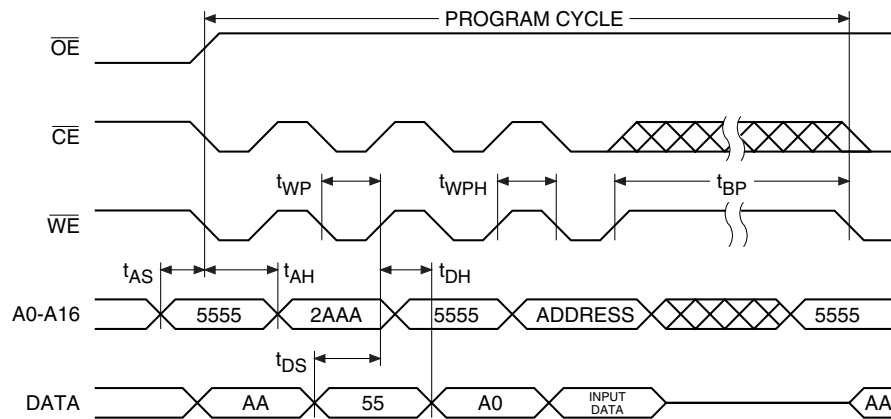 PROGRAM CYCLE
OE
CE
tWP
tWPH
tBP
WE
tAS
tAH
tDH
A0-A16
5555
2AAA
5555
ADDRESS
5555
tDS
DATA
AA
55
A0
INPUT
DATA
AA